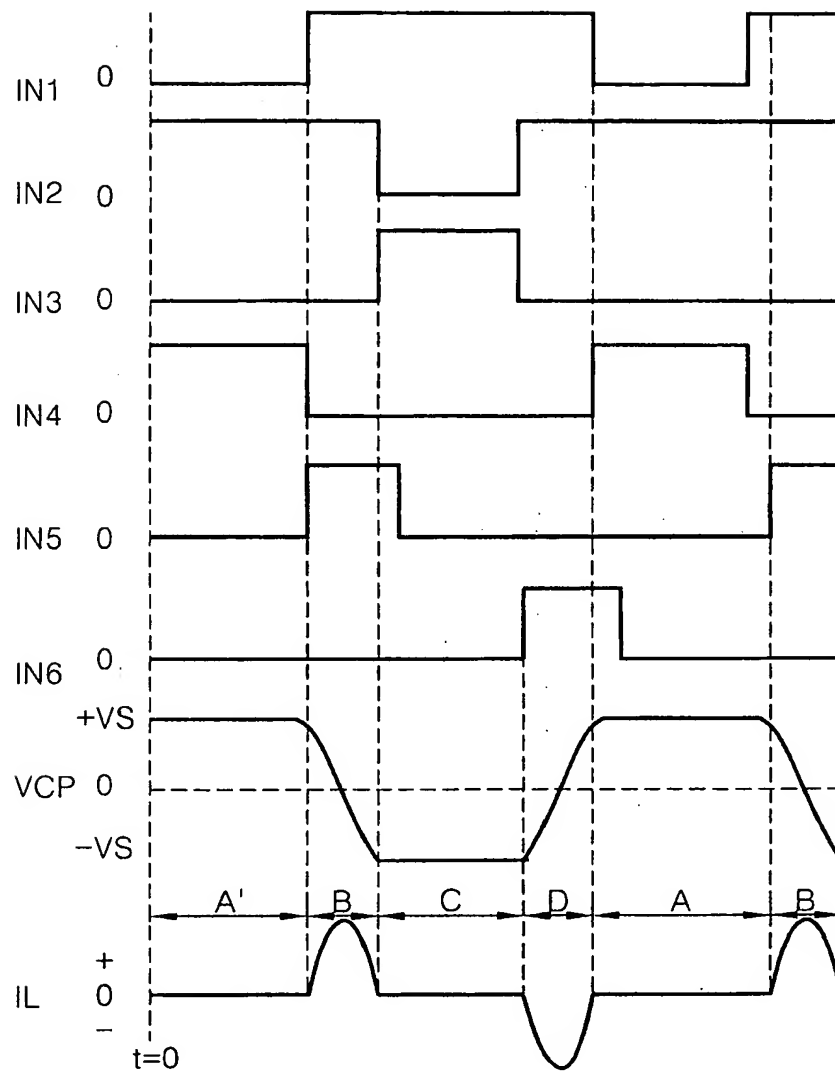 IN1 0
IN2 0
IN3 0
IN4 0
IN5 0
IN6 0
+VS
VCP 0
−VS
A' B C D A B
+
IL 0
−
t=0